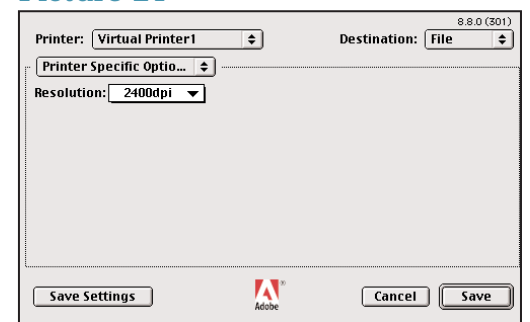 8.8.0 (301)
Printer: Virtual Printer1 Destination: File
Printer Specific Optio...
Resolution: 2400dpi
Save Settings Adobe® Cancel Save